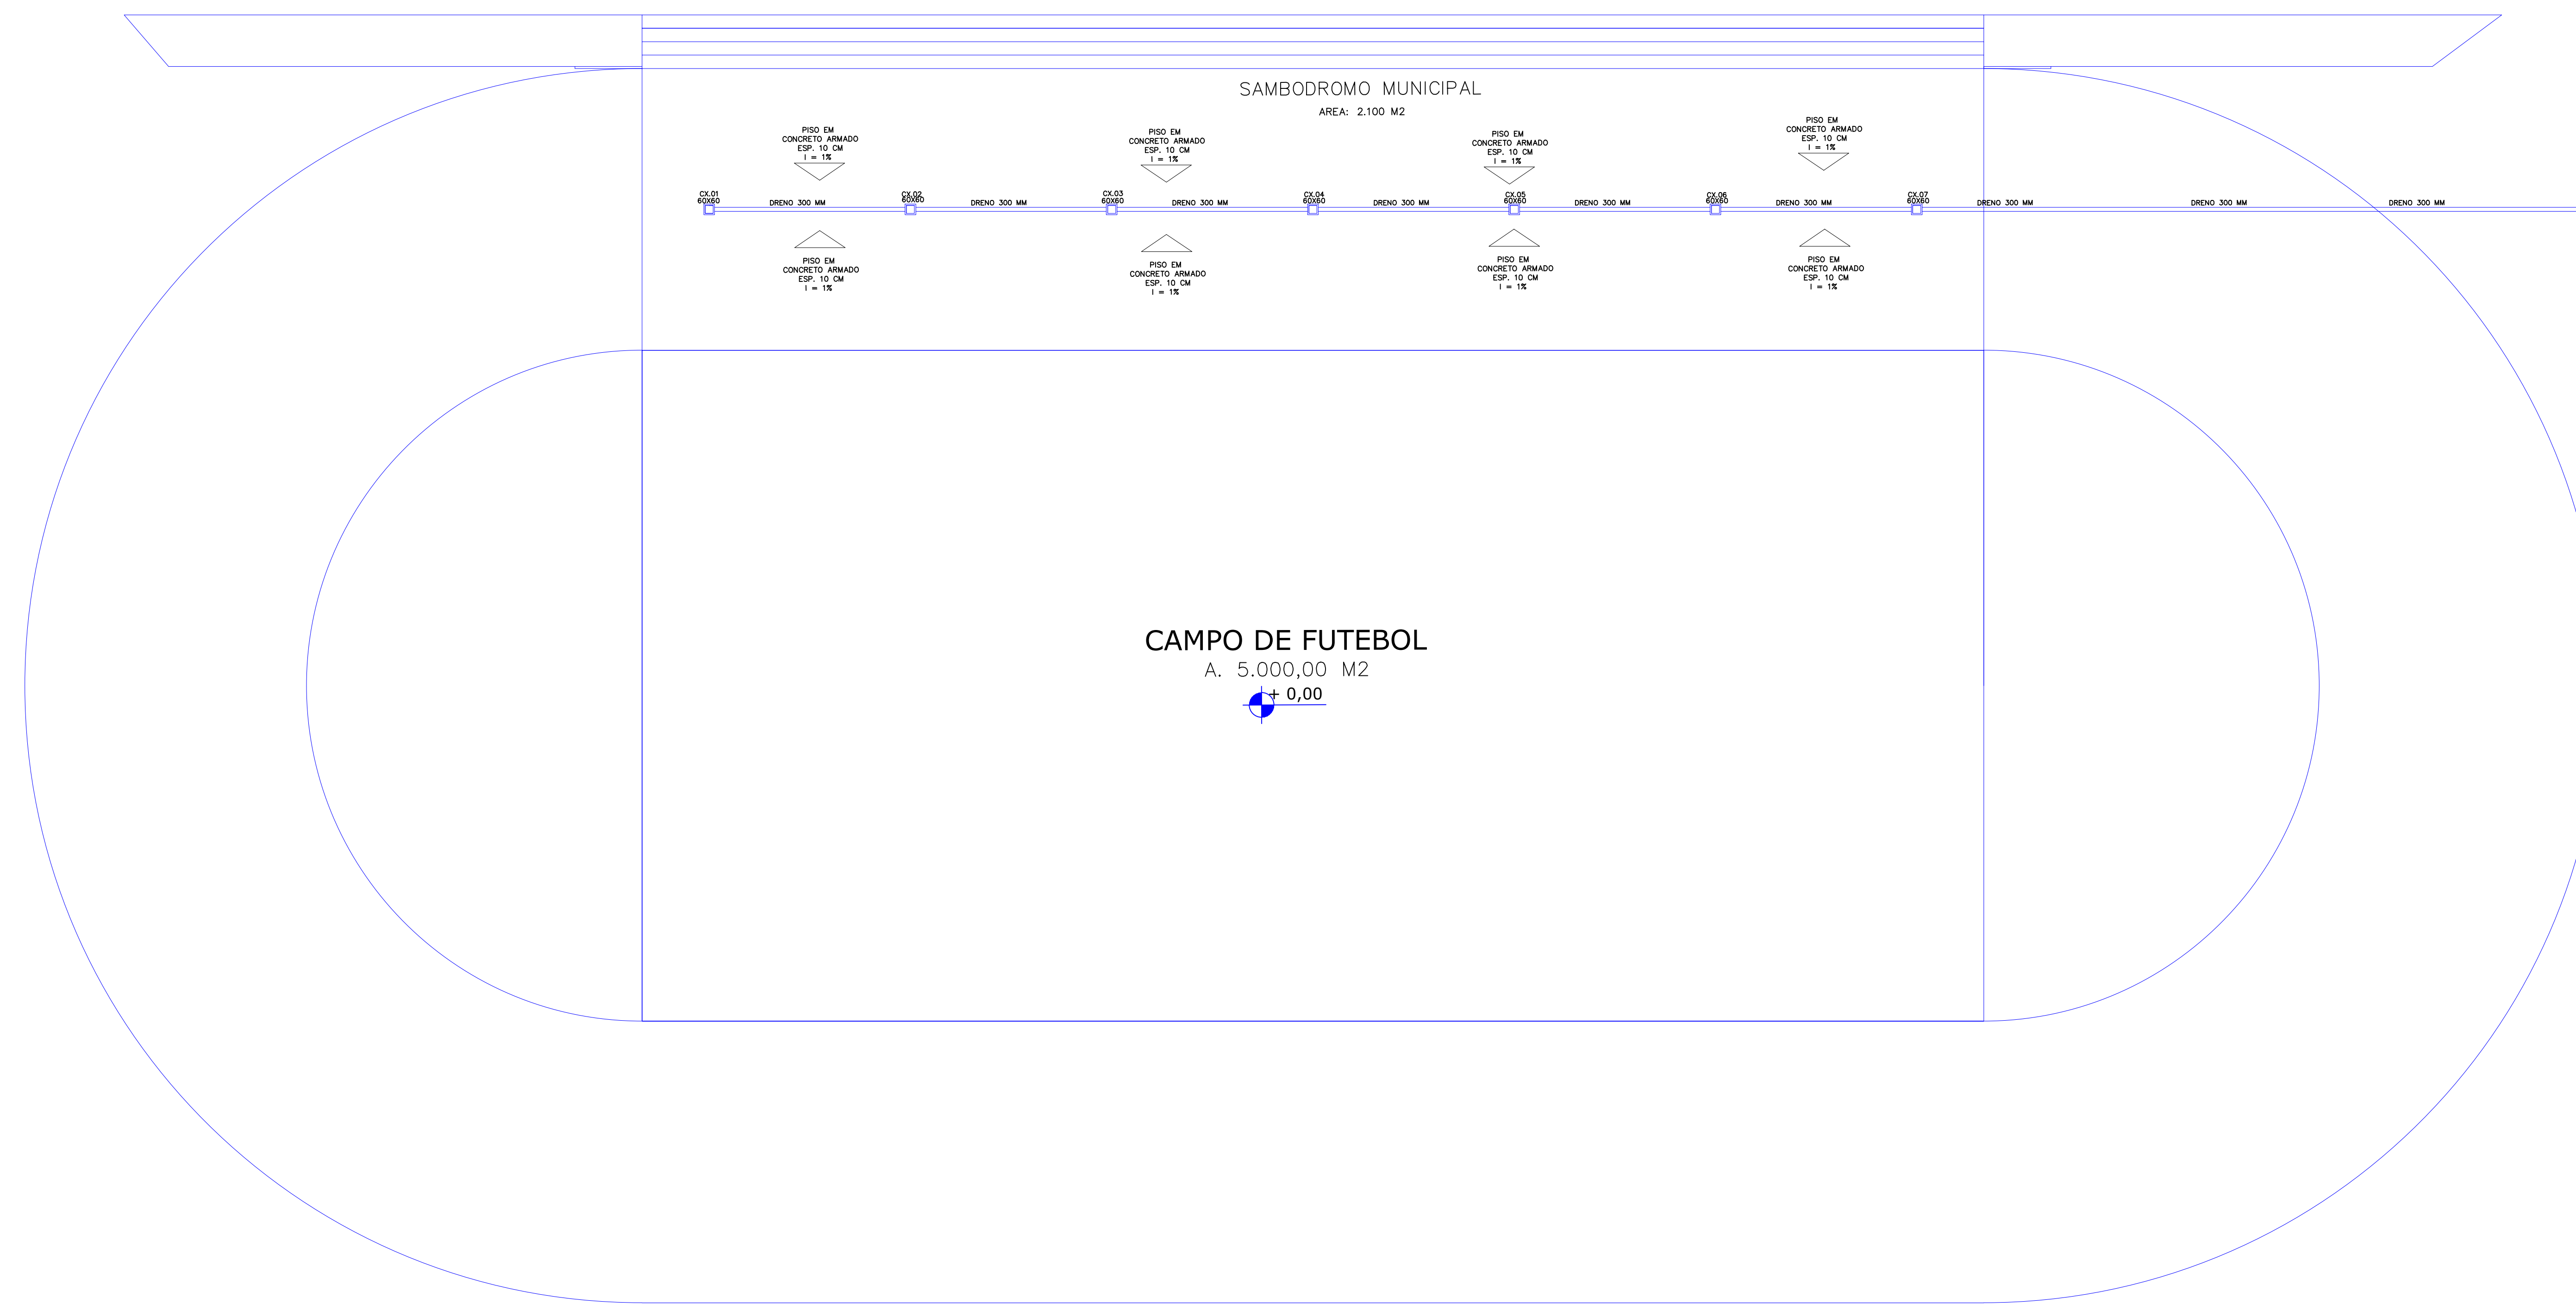 SAMBODROMO MUNICIPAL
AREA: 2.100 M2
PISO EM
CONCRETO ARMADO
ESP. 10 CM
I = 1%
PISO EM
CONCRETO ARMADO
ESP. 10 CM
I = 1%
PISO EM
CONCRETO ARMADO
ESP. 10 CM
I = 1%
PISO EM
CONCRETO ARMADO
ESP. 10 CM
I = 1%
CX.01
60X60
DRENO 300 MM
CX.02
60X60
DRENO 300 MM
CX.03
60X60
DRENO 300 MM
CX.04
60X60
DRENO 300 MM
CX.05
60X60
DRENO 300 MM
CX.06
60X60
DRENO 300 MM
CX.07
60X60
DRENO 300 MM
DRENO 300 MM
DRENO 300 MM
PISO EM
CONCRETO ARMADO
ESP. 10 CM
I = 1%
PISO EM
CONCRETO ARMADO
ESP. 10 CM
I = 1%
PISO EM
CONCRETO ARMADO
ESP. 10 CM
I = 1%
PISO EM
CONCRETO ARMADO
ESP. 10 CM
I = 1%
CAMPO DE FUTEBOL
A. 5.000,00 M2
+ 0,00